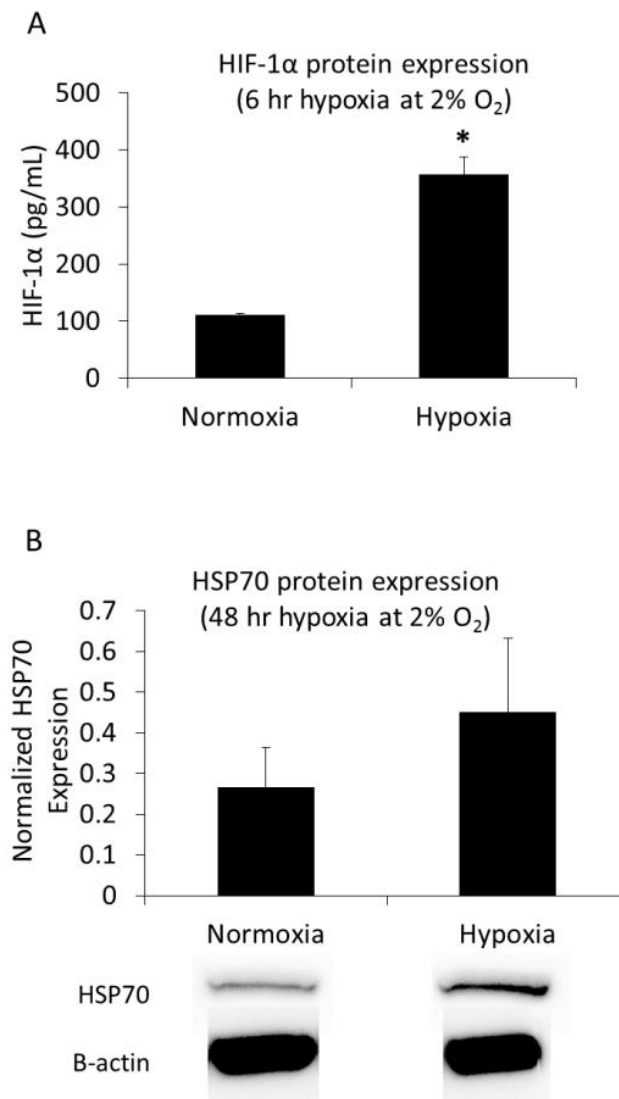 A
HIF-1α protein expression
(6 hr hypoxia at 2% O₂)
500
400
300
200
100
0
HIF-1α (pg/mL)
*
Normoxia
Hypoxia
B
HSP70 protein expression
(48 hr hypoxia at 2% O₂)
0.7
0.6
0.5
0.4
0.3
0.2
0.1
0
Normalized HSP70
Expression
Normoxia
Hypoxia
HSP70
B-actin